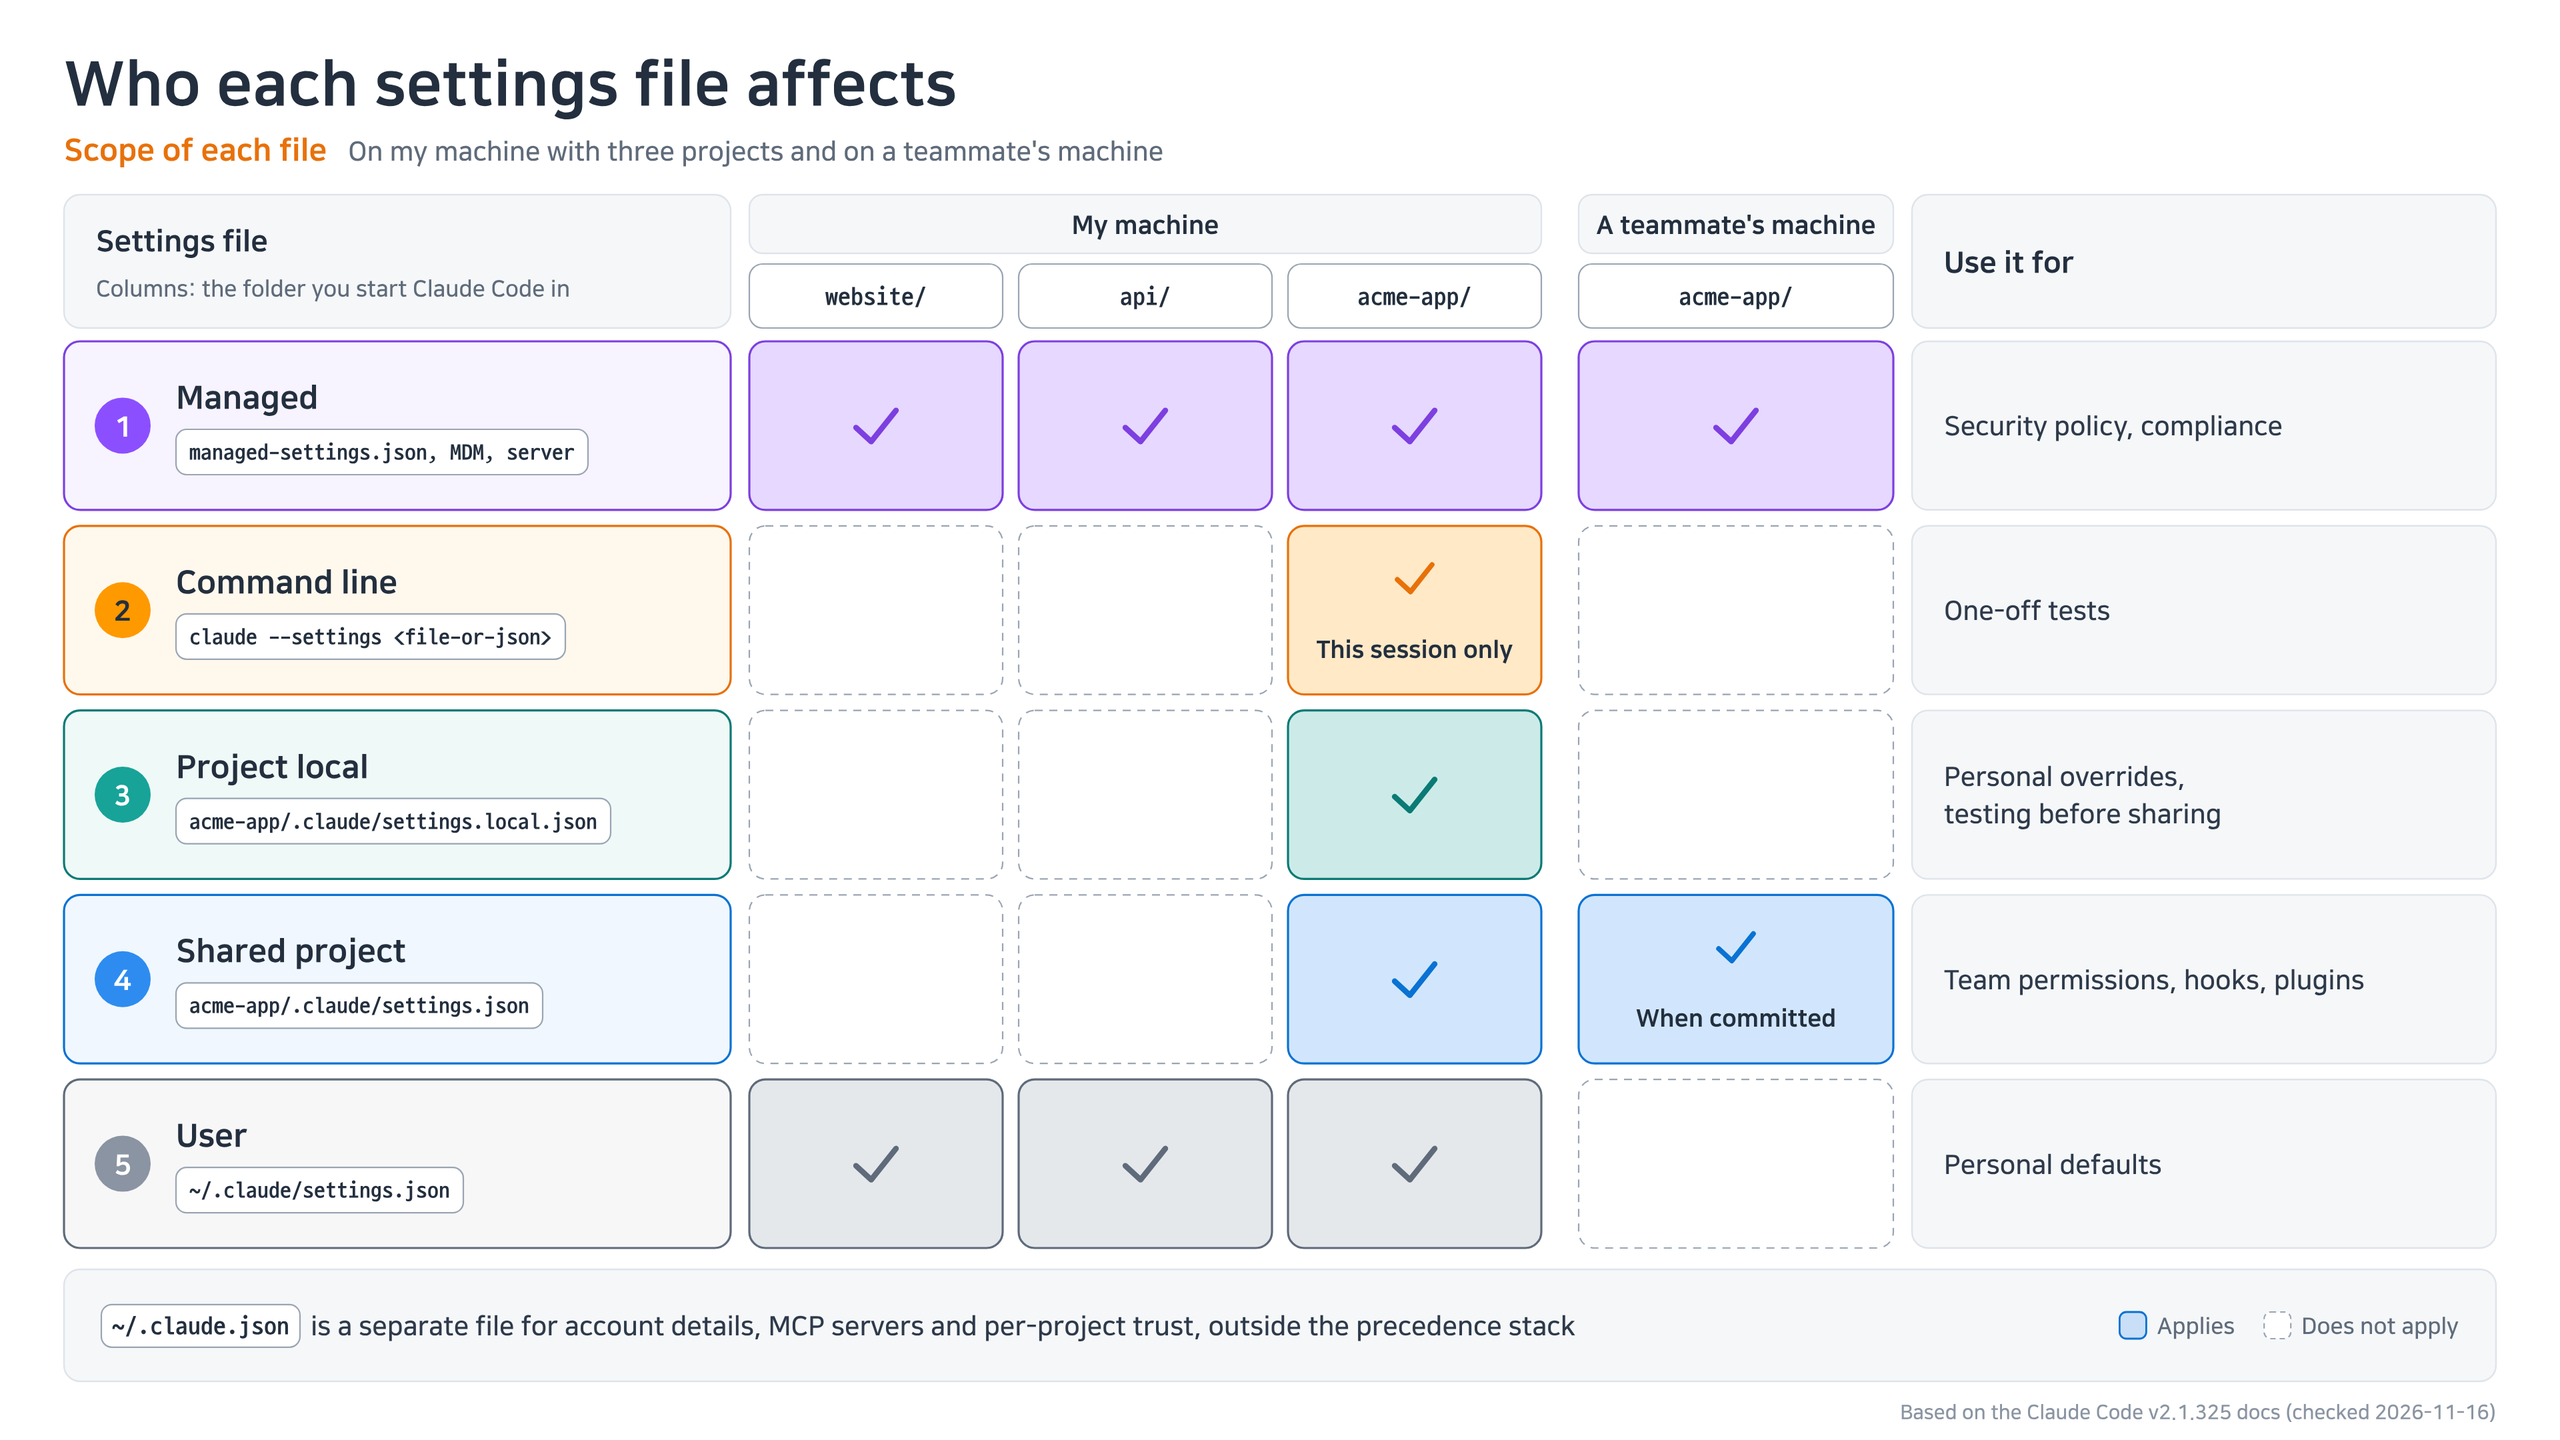 Who each settings file affects
Scope of each file On my machine with three projects and on a teammate's machine
Settings file
Columns: the folder you start Claude Code in
My machine
A teammate's machine
Use it for
website/
api/
acme-app/
acme-app/
1
Managed
managed-settings.json, MDM, server
Security policy, compliance
2
Command line
claude --settings <file-or-json>
This session only
One-off tests
3
Project local
acme-app/.claude/settings.local.json
Personal overrides,
testing before sharing
4
Shared project
acme-app/.claude/settings.json
When committed
Team permissions, hooks, plugins
5
User
~/.claude/settings.json
Personal defaults
~/.claude.json is a separate file for account details, MCP servers and per-project trust, outside the precedence stack
Applies
Does not apply
Based on the Claude Code v2.1.325 docs (checked 2026-11-16)